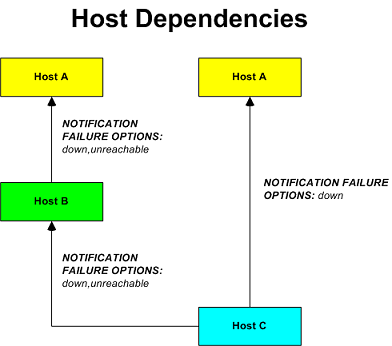 Host Dependencies
Host A
Host A
NOTIFICATION
FAILURE OPTIONS:
down,unreachable
NOTIFICATION FAILURE
OPTIONS: down
Host B
NOTIFICATION
FAILURE OPTIONS:
down,unreachable
Host C